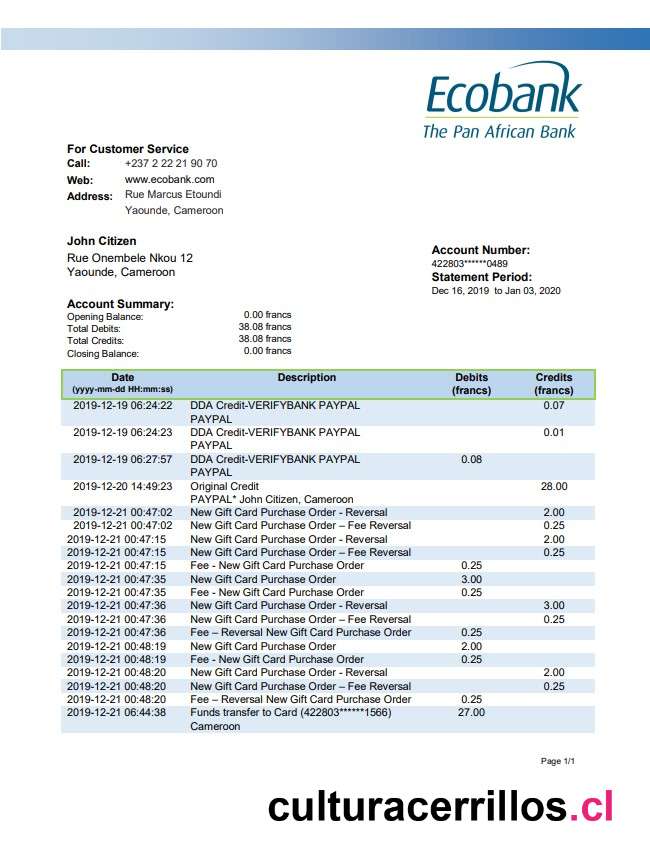 Ecobank
The Pan African Bank
For Customer Service
Call: +237 2 22 21 90 70
Web: www.ecobank.com
Address: Rue Marcus Etoundi
Yaounde, Cameroon
John Citizen
Rue Onembele Nkou 12
Yaounde, Cameroon
Account Number:
422803******0489
Statement Period:
Dec 16, 2019 to Jan 03, 2020
Account Summary:
Opening Balance: 0.00 francs
Total Debits: 38.08 francs
Total Credits: 38.08 francs
Closing Balance: 0.00 francs
Date Description Debits Credits
(yyyy-mm-dd HH:mm:ss) (francs) (francs)
2019-12-19 06:24:22 DDA Credit-VERIFYBANK PAYPAL 0.07
PAYPAL
2019-12-19 06:24:23 DDA Credit-VERIFYBANK PAYPAL 0.01
PAYPAL
2019-12-19 06:27:57 DDA Credit-VERIFYBANK PAYPAL 0.08
PAYPAL
2019-12-20 14:49:23 Original Credit 28.00
PAYPAL* John Citizen, Cameroon
2019-12-21 00:47:02 New Gift Card Purchase Order - Reversal 2.00
2019-12-21 00:47:02 New Gift Card Purchase Order – Fee Reversal 0.25
2019-12-21 00:47:15 New Gift Card Purchase Order - Reversal 2.00
2019-12-21 00:47:15 New Gift Card Purchase Order – Fee Reversal 0.25
2019-12-21 00:47:15 Fee - New Gift Card Purchase Order 0.25
2019-12-21 00:47:35 New Gift Card Purchase Order 3.00
2019-12-21 00:47:35 Fee - New Gift Card Purchase Order 0.25
2019-12-21 00:47:36 New Gift Card Purchase Order - Reversal 3.00
2019-12-21 00:47:36 New Gift Card Purchase Order – Fee Reversal 0.25
2019-12-21 00:47:36 Fee – Reversal New Gift Card Purchase Order 0.25
2019-12-21 00:48:19 New Gift Card Purchase Order 2.00
2019-12-21 00:48:19 Fee - New Gift Card Purchase Order 0.25
2019-12-21 00:48:20 New Gift Card Purchase Order - Reversal 2.00
2019-12-21 00:48:20 New Gift Card Purchase Order – Fee Reversal 0.25
2019-12-21 00:48:20 Fee – Reversal New Gift Card Purchase Order 0.25
2019-12-21 06:44:38 Funds transfer to Card (422803******1566) 27.00
Cameroon
Page 1/1
culturacerrillos.cl